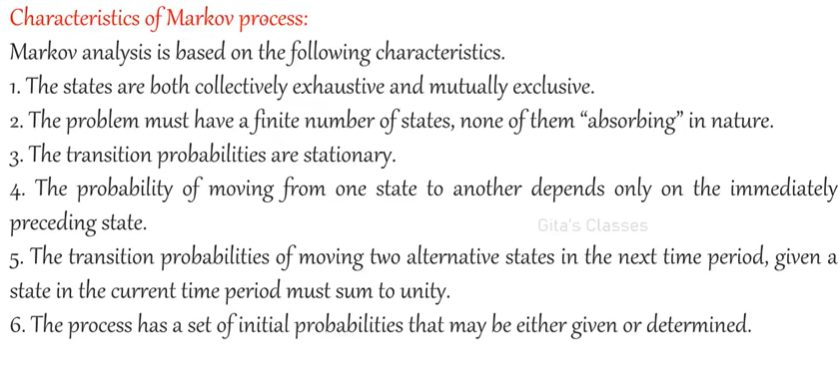 Characteristics of Markov process:
Markov analysis is based on the following characteristics.
1. The states are both collectively exhaustive and mutually exclusive.
2. The problem must have a finite number of states, none of them “absorbing” in nature.
3. The transition probabilities are stationary.
4. The probability of moving from one state to another depends only on the immediately
preceding state.
Gita's Classes
5. The transition probabilities of moving two alternative states in the next time period, given a
state in the current time period must sum to unity.
6. The process has a set of initial probabilities that may be either given or determined.